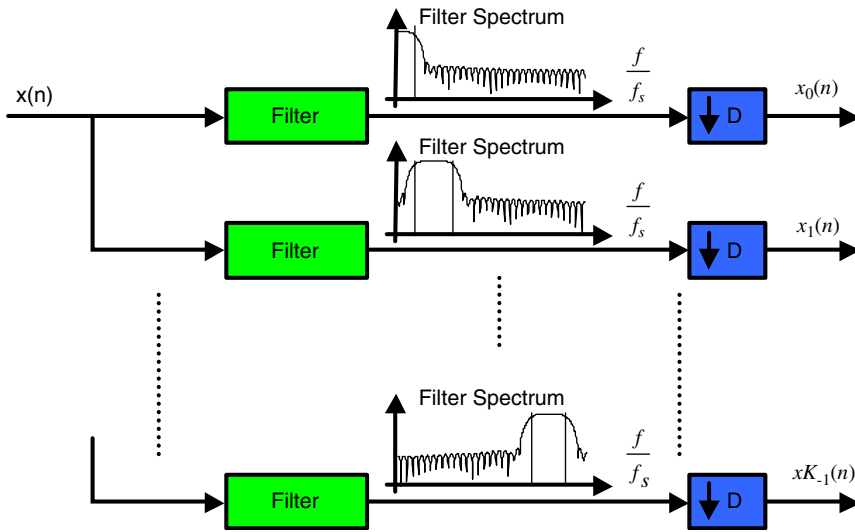 Filter Spectrum
f
f_s
x(n)
Filter
D
x_0(n)
Filter Spectrum
f
f_s
Filter
D
x_1(n)
Filter Spectrum
f
f_s
Filter
D
xK_{-1}(n)